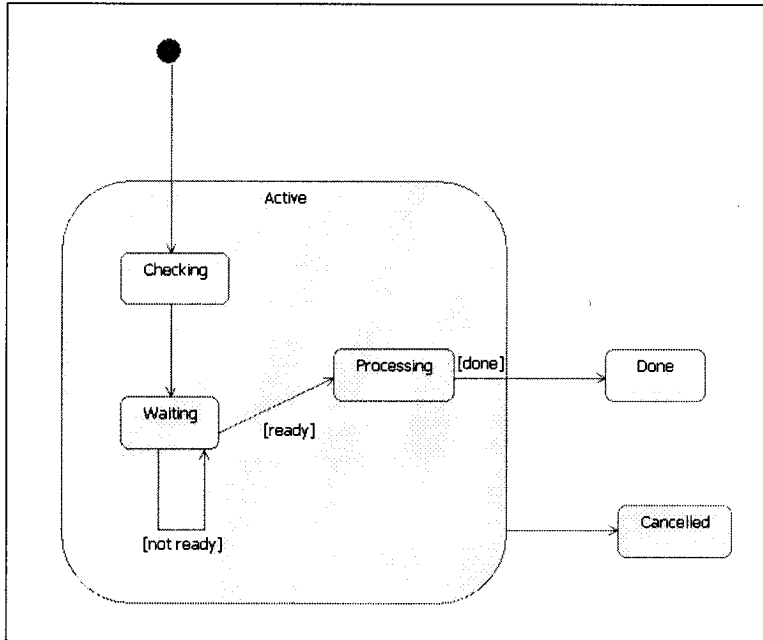 Active
Checking
Processing
[done]
Done
Waiting
[ready]
[not ready]
Cancelled